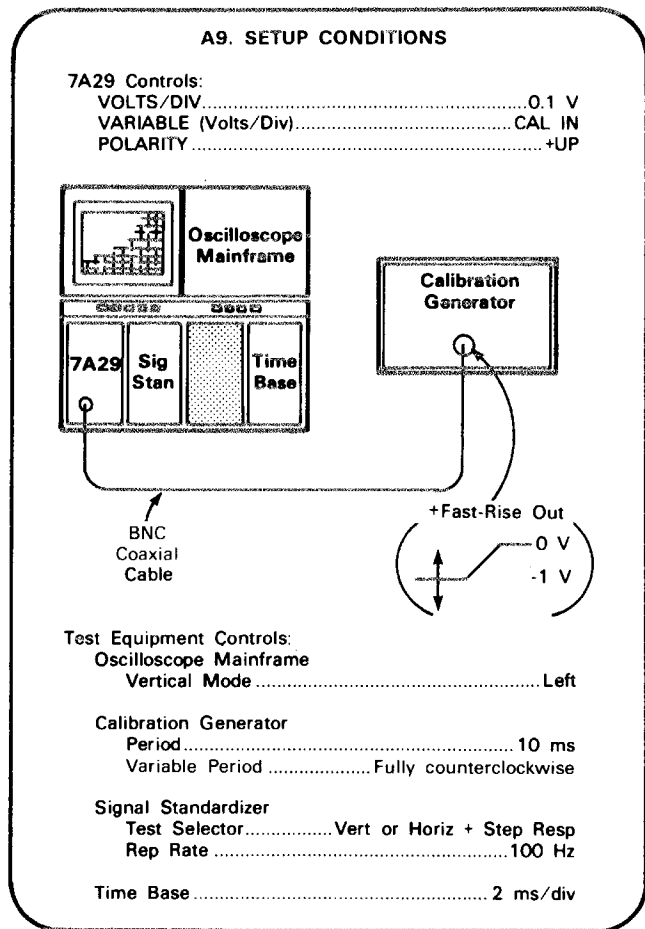 A9. SETUP CONDITIONS
7A29 Controls:
VOLTS/DIV..............................................0.1 V
VARIABLE (Volts/Div)..............................CAL IN
POLARITY .................................................+UP
Oscilloscope
Mainframe
Calibration
Generator
7A29
Sig
Stan
Time
Base
BNC
Coaxial
Cable
+Fast-Rise Out
0 V
-1 V
Test Equipment Controls:
Oscilloscope Mainframe
Vertical Mode ................................................Left
Calibration Generator
Period........................................................10 ms
Variable Period ...................Fully counterclockwise
Signal Standardizer
Test Selector................Vert or Horiz + Step Resp
Rep Rate .................................................100 Hz
Time Base .................................................2 ms/div